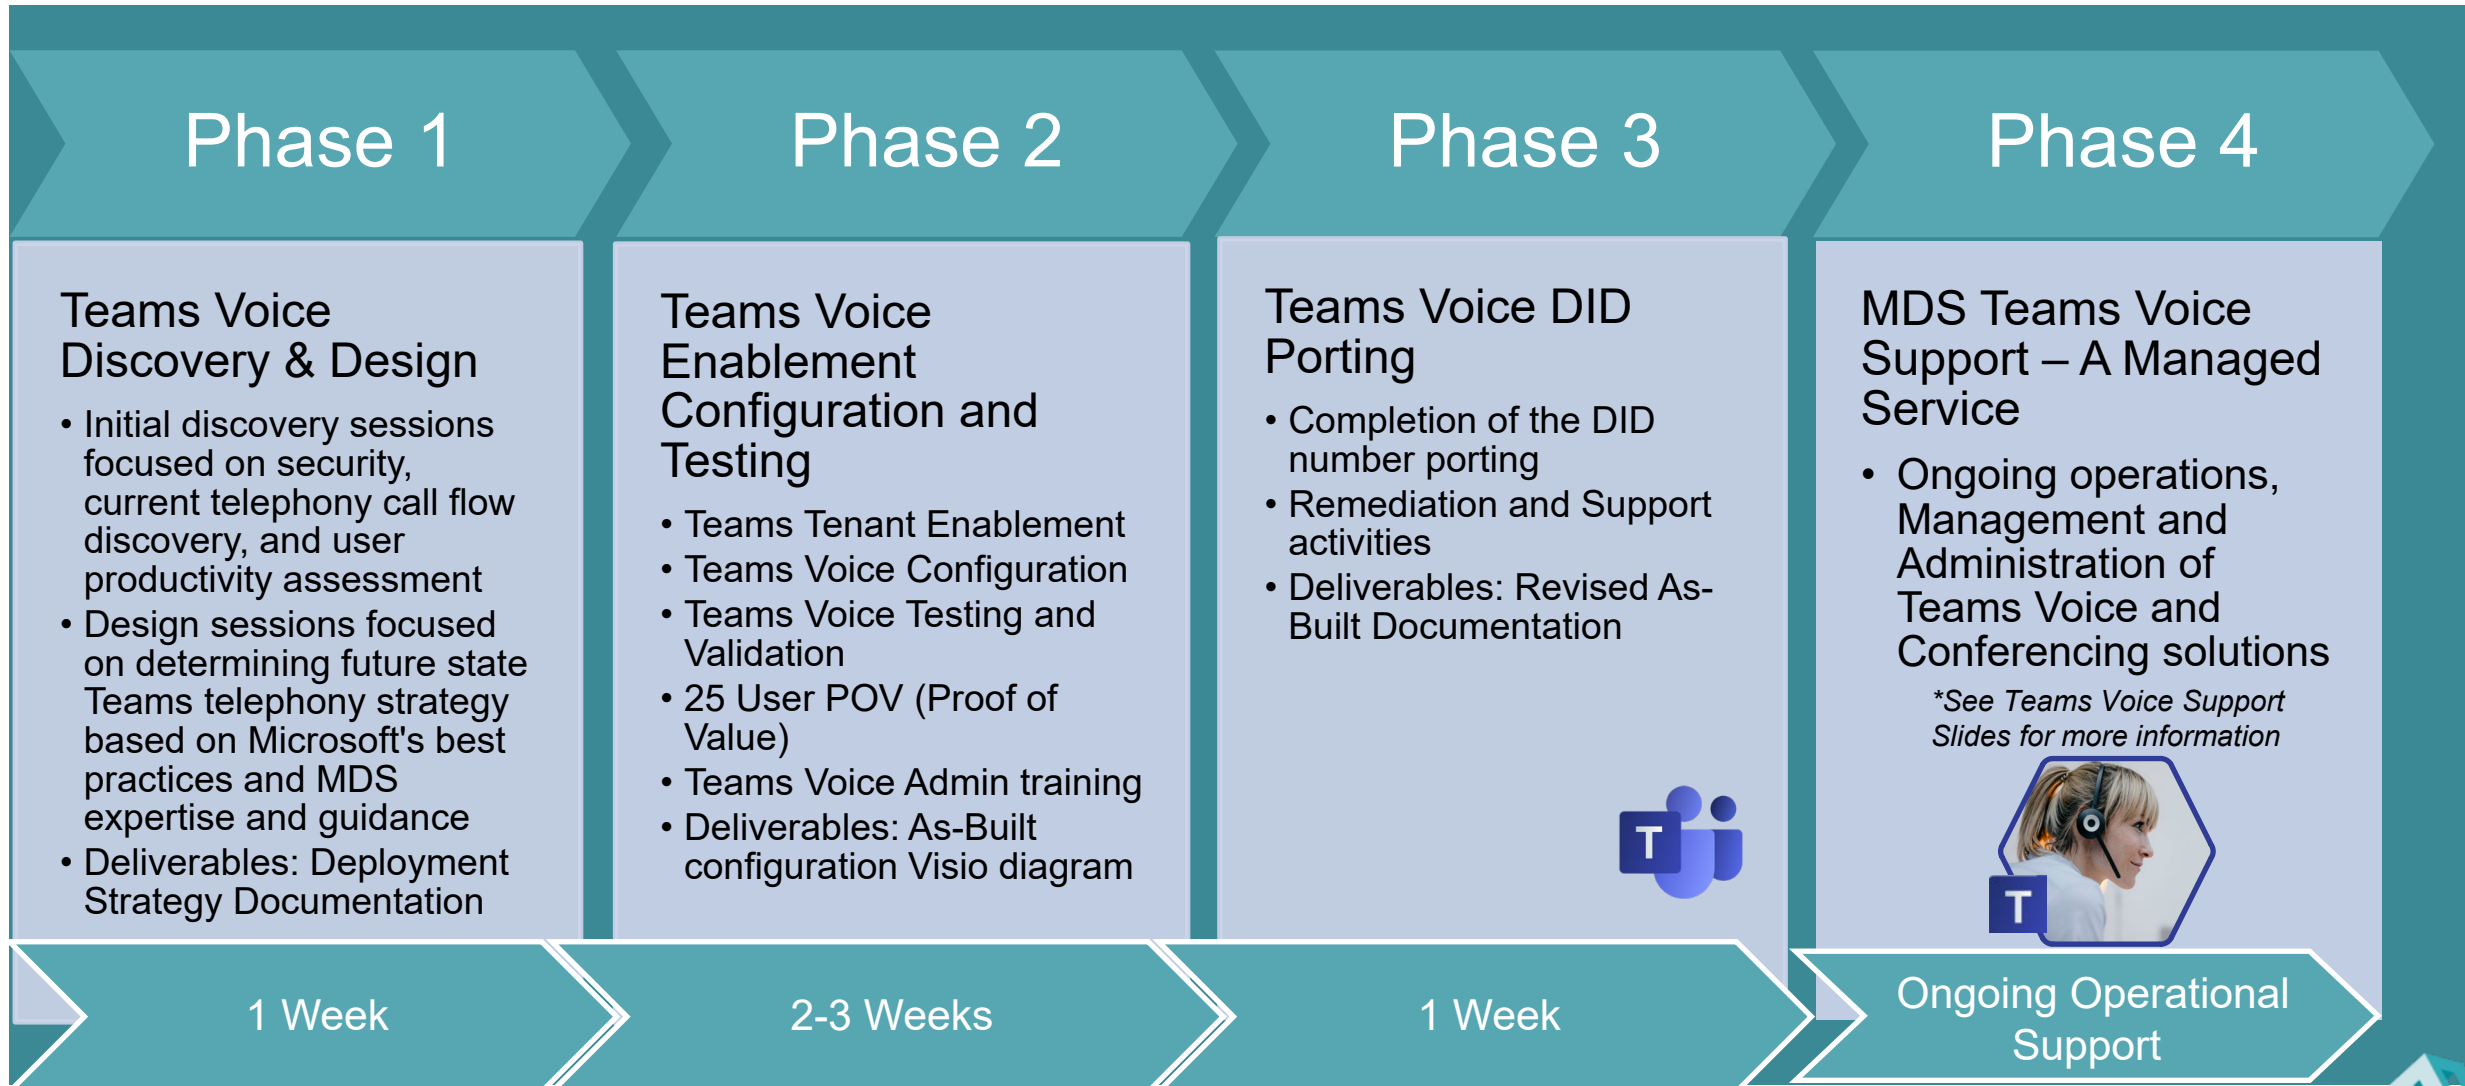 Phase 1
Phase 2
Phase 3
Phase 4
Teams Voice
Discovery & Design
• Initial discovery sessions
focused on security,
current telephony call flow
discovery, and user
productivity assessment
• Design sessions focused
on determining future state
Teams telephony strategy
based on Microsoft's best
practices and MDS
expertise and guidance
• Deliverables: Deployment
Strategy Documentation
Teams Voice
Enablement
Configuration and
Testing
• Teams Tenant Enablement
• Teams Voice Configuration
• Teams Voice Testing and
Validation
• 25 User POV (Proof of
Value)
• Teams Voice Admin training
• Deliverables: As-Built
configuration Visio diagram
Teams Voice DID
Porting
• Completion of the DID
number porting
• Remediation and Support
activities
• Deliverables: Revised As-
Built Documentation
T
MDS Teams Voice
Support – A Managed
Service
• Ongoing operations,
Management and
Administration of
Teams Voice and
Conferencing solutions
*See Teams Voice Support
Slides for more information
T
1 Week
2-3 Weeks
1 Week
Ongoing Operational
Support